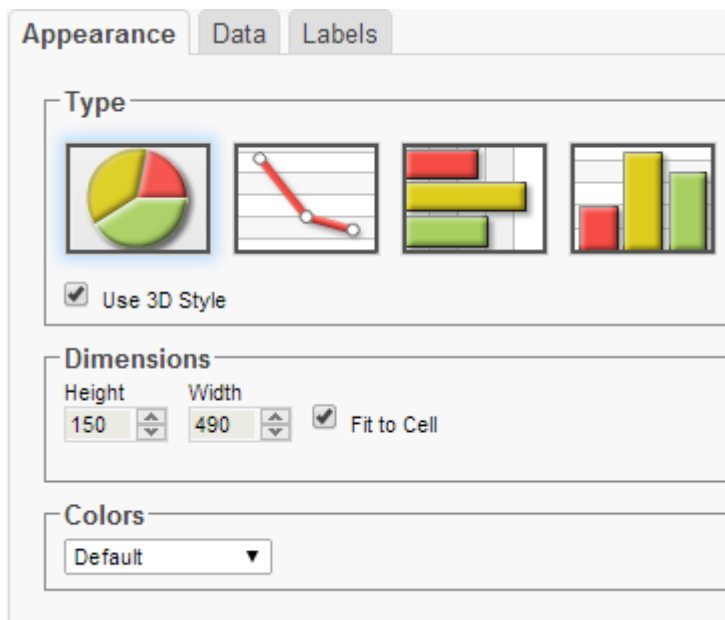 Appearance Data Labels
Type
Use 3D Style
Dimensions
Height Width
150 490 Fit to Cell
Colors
Default